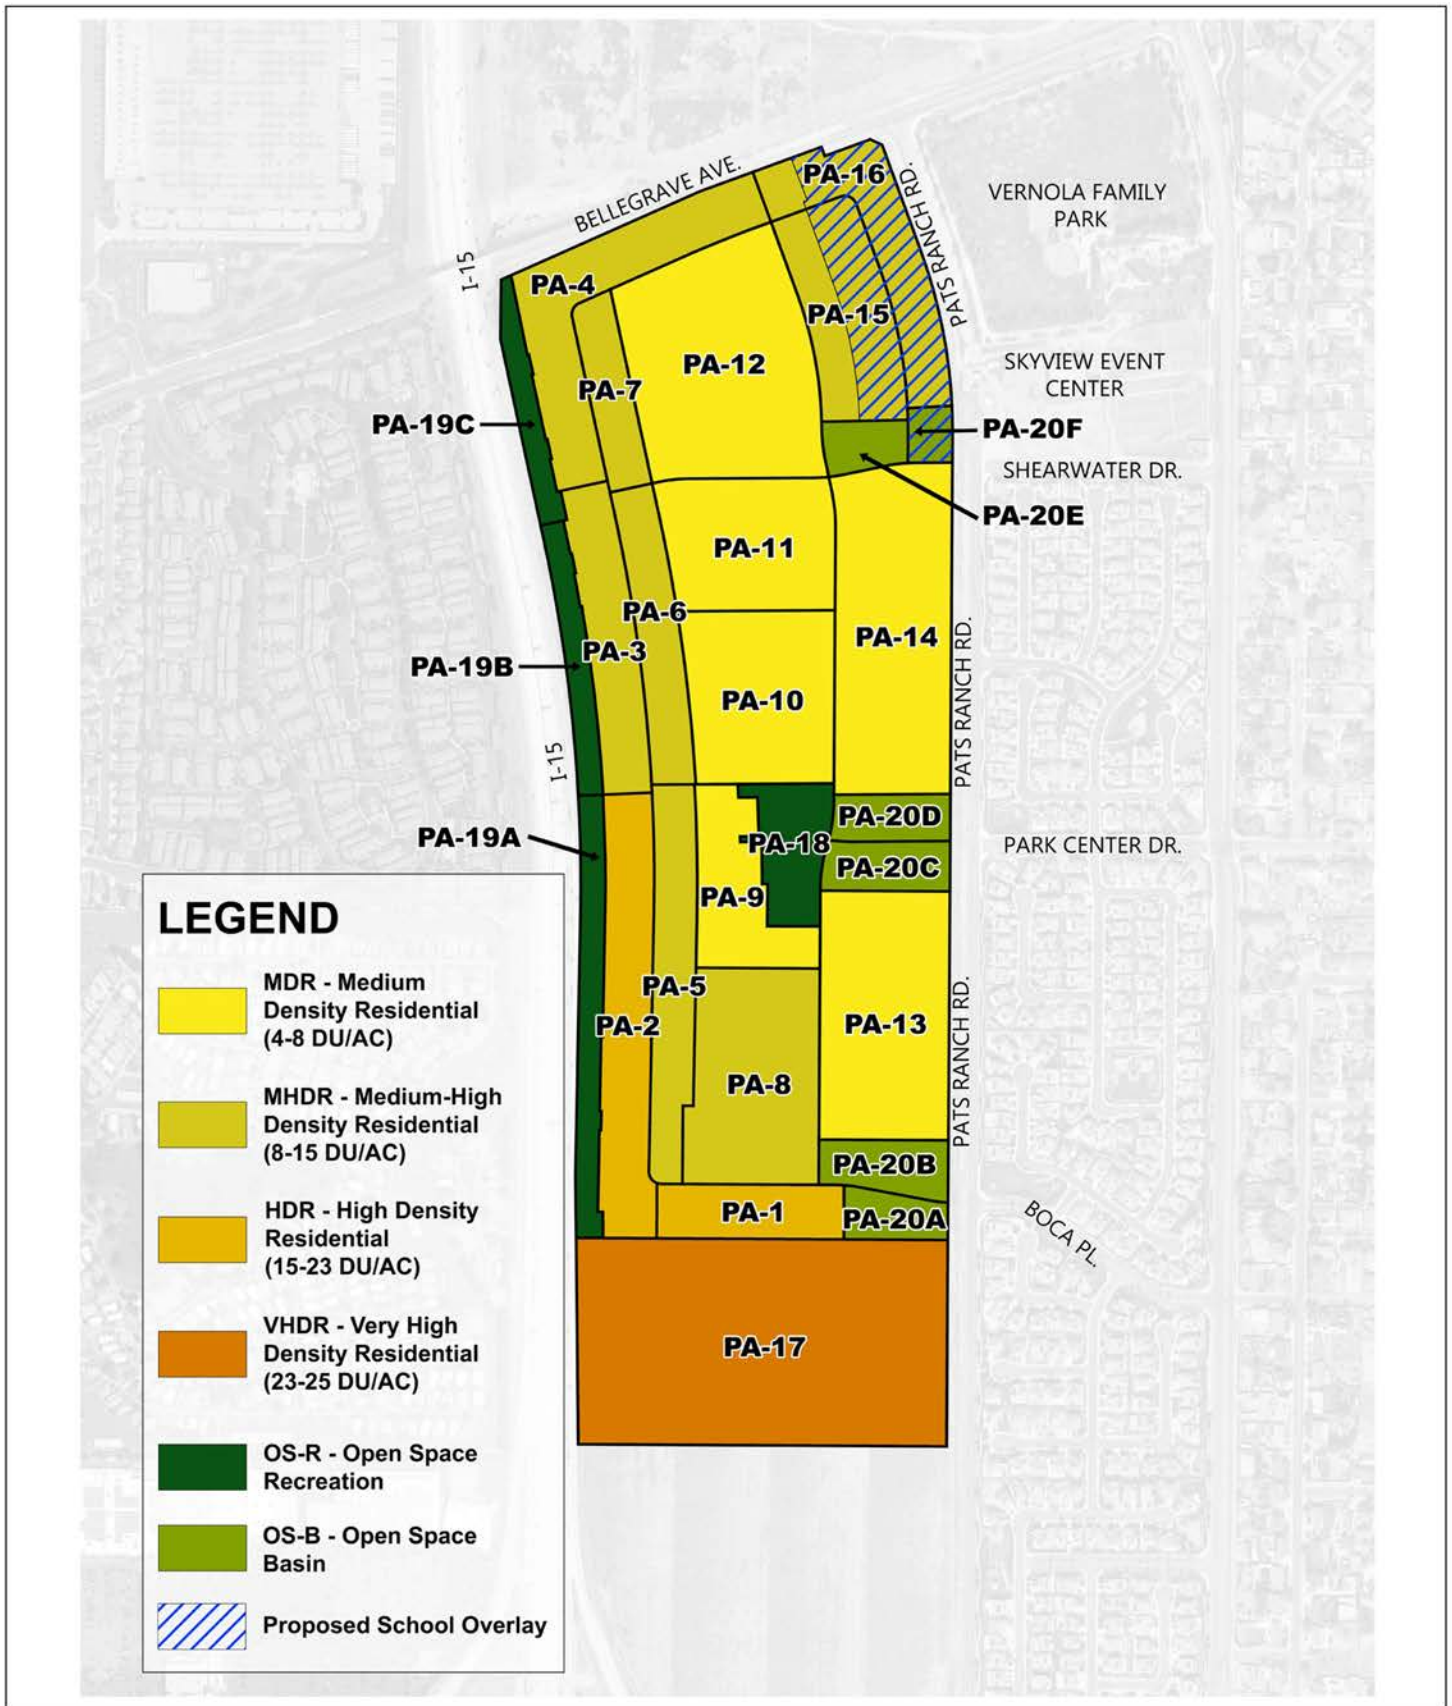 BELLEGRAVE AVE.
PA-16
PATS RANCH RD.
VERNOLA FAMILY
PARK
I-15
PA-4
PA-15
PA-12
SKYVIEW EVENT
CENTER
PA-7
PA-19C
PA-20F
SHEARWATER DR.
PA-20E
PA-11
PA-6
PA-14
PA-3
PA-19B
PATS RANCH RD.
PA-10
I-15
PA-20D
PA-19A
PA-18
PARK CENTER DR.
PA-20C
PA-9
PA-5
PA-2
PA-13
PATS RANCH RD.
PA-8
PA-20B
PA-1
PA-20A
BOCA PL.
PA-17
LEGEND
MDR - Medium
Density Residential
(4-8 DU/AC)
MHDR - Medium-High
Density Residential
(8-15 DU/AC)
HDR - High Density
Residential
(15-23 DU/AC)
VHDR - Very High
Density Residential
(23-25 DU/AC)
OS-R - Open Space
Recreation
OS-B - Open Space
Basin
Proposed School Overlay